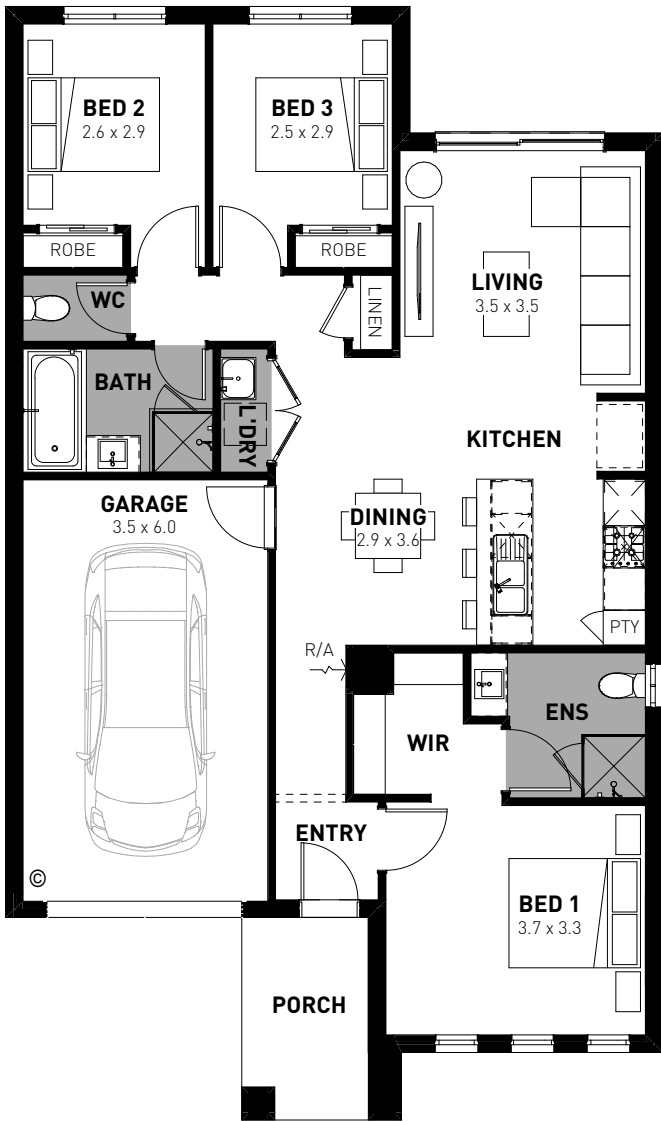 BED 2
2.6 x 2.9
BED 3
2.5 x 2.9
ROBE
ROBE
WC
LINEN
LIVING
3.5 x 3.5
BATH
L'DRY
KITCHEN
GARAGE
3.5 x 6.0
DINING
2.9 x 3.6
PTY
R/A
ENS
WIR
ENTRY
©
BED 1
3.7 x 3.3
PORCH